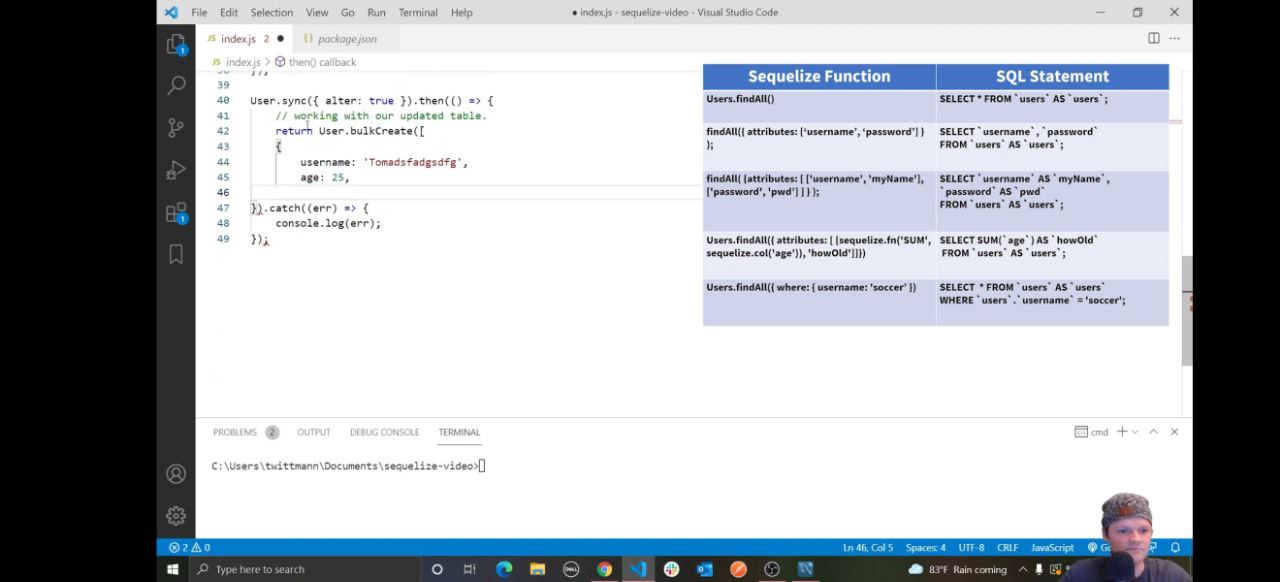 File Edit Selection View Go Run Terminal Help
● index.js - sequelize-video - Visual Studio Code
JS index.js 2 ●
{} package.json
JS index.js > then() callback
39
40 User.sync({ alter: true }).then(() => {
41 // working with our updated table.
42 return User.bulkCreate([
43 {
44 username: 'Tomadsfadgsdfg',
45 age: 25,
46
47 }).catch((err) => {
48 console.log(err);
49 });
Sequelize Function SQL Statement
Users.findAll() SELECT * FROM `users` AS `users`;
findAll({ attributes: [‘username’, ‘password’] } SELECT `username`, `password`
); FROM `users` AS `users`;
findAll( {attributes: [ ['username', 'myName'], SELECT `username` AS `myName`,
['password', 'pwd'] ] } ); `password` AS `pwd`
FROM `users` AS `users`;
Users.findAll({ attributes: [ [sequelize.fn('SUM', SELECT SUM(`age`) AS `howOld`
sequelize.col('age')), 'howOld']]}) FROM `users` AS `users`;
Users.findAll({ where: { username: 'soccer' }) SELECT * FROM `users` AS `users`
WHERE `users`.`username` = 'soccer';
PROBLEMS 2 OUTPUT DEBUG CONSOLE TERMINAL
cmd
C:\Users\twittmann\Documents\sequelize-video>
2 0
Ln 46, Col 5 Spaces: 4 UTF-8 CRLF JavaScript
Type here to search
DELL
83°F Rain coming